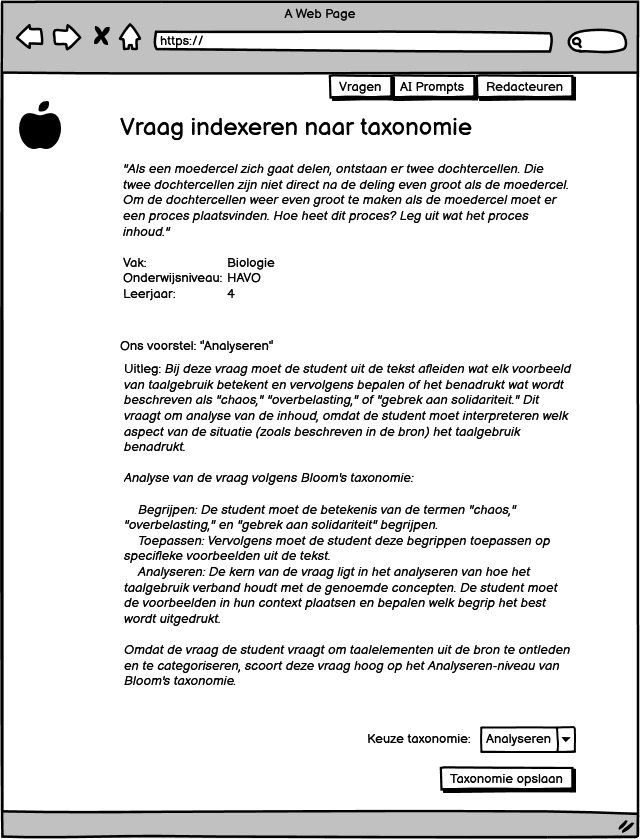 A Web Page
https://
Vragen AI Prompts Redacteuren
Vraag indexeren naar taxonomie
"Als een moedercel zich gaat delen, ontstaan er twee dochtercellen. Die
twee dochtercellen zijn niet direct na de deling even groot als de moedercel.
Om de dochtercellen weer even groot te maken als de moedercel moet er
een proces plaatsvinden. Hoe heet dit proces? Leg uit wat het proces
inhoud."
Vak: Biologie
Onderwijsniveau: HAVO
Leerjaar: 4
Ons voorstel: "Analyseren"
Uitleg: Bij deze vraag moet de student uit de tekst afleiden wat elk voorbeeld
van taalgebruik betekent en vervolgens bepalen of het benadrukt wat wordt
beschreven als "chaos," "overbelasting," of "gebrek aan solidariteit." Dit
vraagt om analyse van de inhoud, omdat de student moet interpreteren welk
aspect van de situatie (zoals beschreven in de bron) het taalgebruik
benadrukt.
Analyse van de vraag volgens Bloom's taxonomie:
Begrijpen: De student moet de betekenis van de termen "chaos,"
"overbelasting," en "gebrek aan solidariteit" begrijpen.
Toepassen: Vervolgens moet de student deze begrippen toepassen op
specifieke voorbeelden uit de tekst.
Analyseren: De kern van de vraag ligt in het analyseren van hoe het
taalgebruik verband houdt met de genoemde concepten. De student moet
de voorbeelden in hun context plaatsen en bepalen welk begrip het best
wordt uitgedrukt.
Omdat de vraag de student vraagt om taalelementen uit de bron te ontleden
en te categoriseren, scoort deze vraag hoog op het Analyseren-niveau van
Bloom's taxonomie.
Keuze taxonomie: Analyseren
Taxonomie opslaan